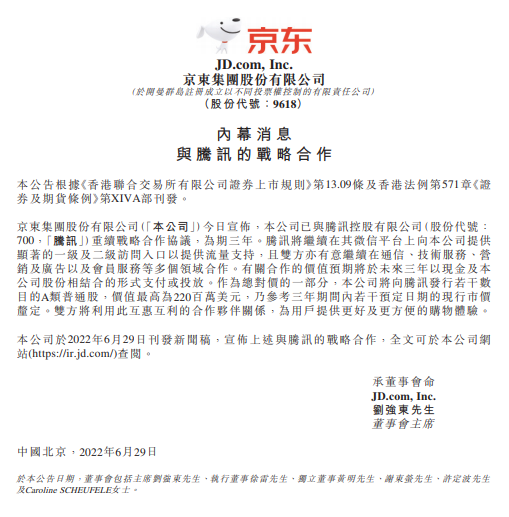 京东
JD.com, Inc.
京東集團股份有限公司
(於開曼群島註冊成立以不同投票權控制的有限責任公司)
(股份代號：9618)
內幕消息
與騰訊的戰略合作
本公告根據《香港聯合交易所有限公司證券上市規則》第13.09條及香港法例第571章《證
券及期貨條例》第XIVA部刊發。
京東集團股份有限公司(「本公司」)今日宣佈，本公司已與騰訊控股有限公司(股份代號：
700，「騰訊」)重續戰略合作協議，為期三年。騰訊將繼續在其微信平台上向本公司提供
顯著的一級及二級訪問入口以提供流量支持，且雙方亦有意繼續在通信、技術服務、營
銷及廣告以及會員服務等多個領域合作。有關合作的價值預期將於未來三年以現金及本
公司股份相結合的形式支付或投放。作為總對價的一部分，本公司將向騰訊發行若干數
目的A類普通股，價值最高為220百萬美元，乃參考三年期間內若干預定日期的現行市價
釐定。雙方將利用此互惠互利的合作夥伴關係，為用戶提供更好及更方便的購物體驗。
本公司於2022年6月29日刊發新聞稿，宣佈上述與騰訊的戰略合作，全文可於本公司網
站(https://ir.jd.com/)查閱。
承董事會命
JD.com, Inc.
劉強東先生
董事會主席
中國北京，2022年6月29日
於本公告日期，董事會包括主席劉強東先生、執行董事徐雷先生、獨立董事黃明先生、謝東螢先生、許定波先生
及Caroline SCHEUFELE女士。